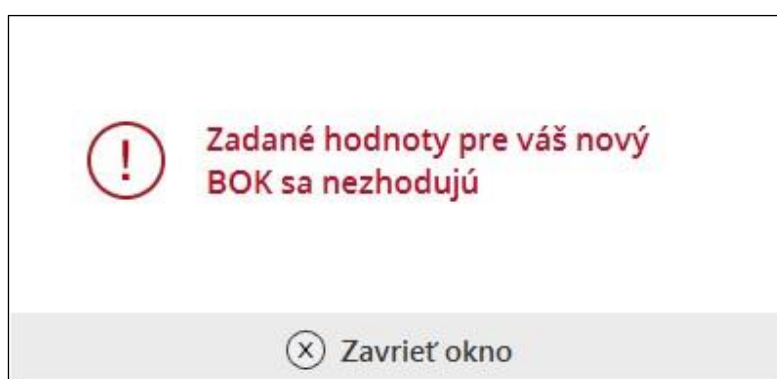 Zadané hodnoty pre váš nový
BOK sa nezhodujú
Zavrieť okno